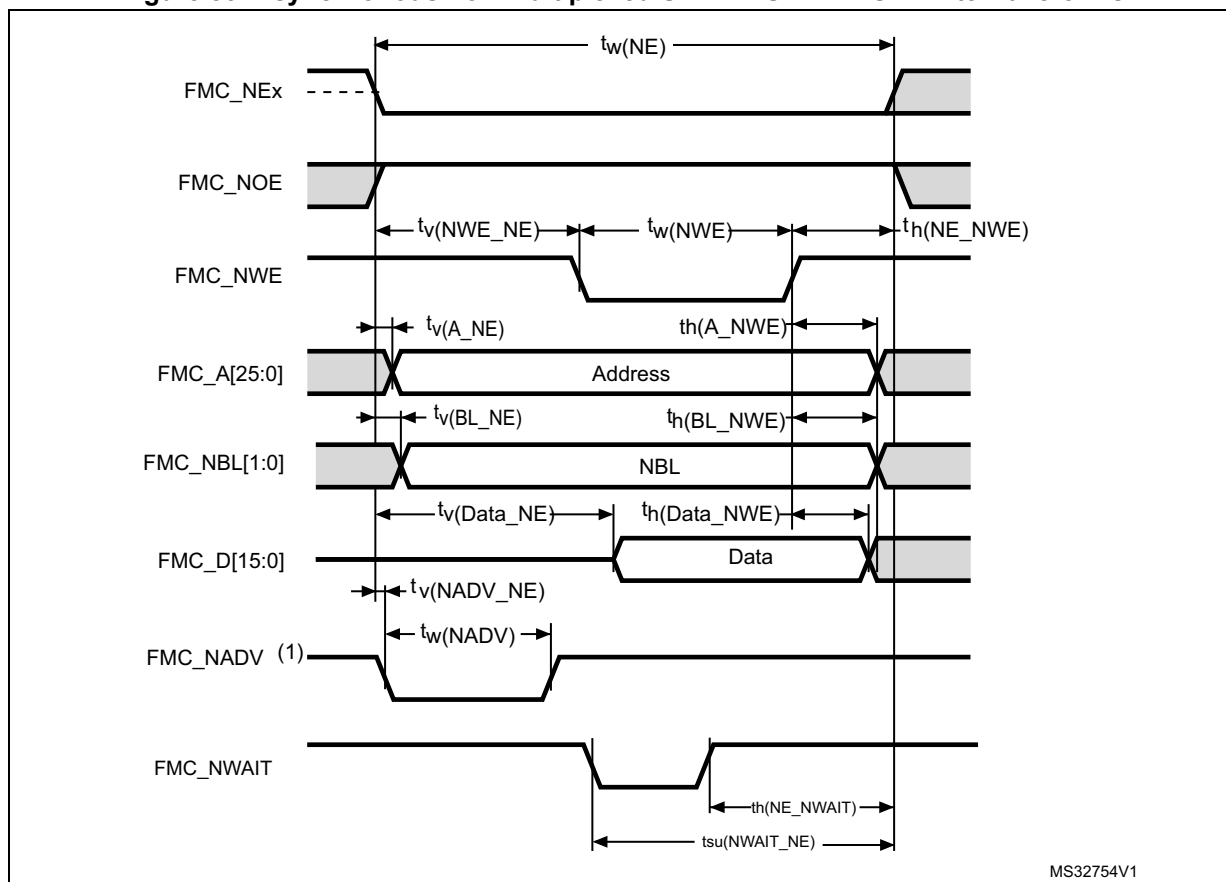 tw(NE)
FMC_NEx
FMC_NOE
tv(NWE_NE) tw(NWE) th(NE_NWE)
FMC_NWE
tv(A_NE) th(A_NWE)
FMC_A[25:0] Address
tv(BL_NE) th(BL_NWE)
FMC_NBL[1:0] NBL
tv(Data_NE) th(Data_NWE)
FMC_D[15:0] Data
tv(NADV_NE)
tw(NADV)
FMC_NADV (1)
FMC_NWAIT
th(NE_NWAIT)
tsu(NWAIT_NE)
MS32754V1